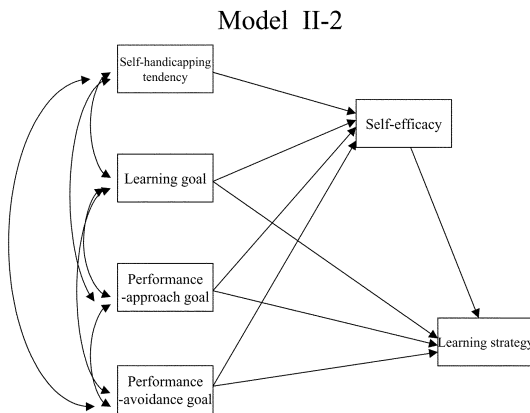 Model II-2
Self-handicapping
tendency
Self-efficacy
Learning goal
Performance
-approach goal
Learning strategy
Performance
-avoidance goal